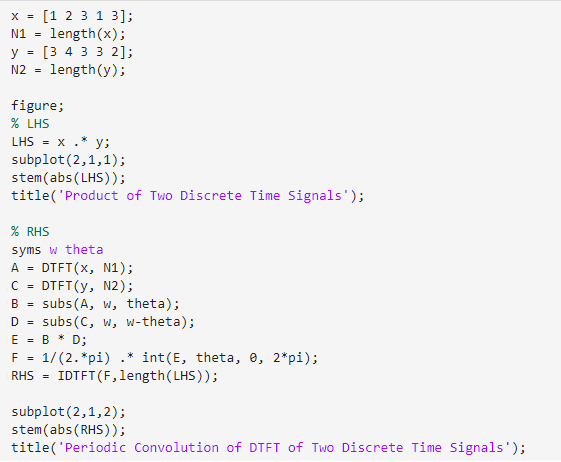 x = [1 2 3 1 3];
N1 = length(x);
y = [3 4 3 3 2];
N2 = length(y);

figure;
% LHS
LHS = x .* y;
subplot(2,1,1);
stem(abs(LHS));
title('Product of Two Discrete Time Signals');

% RHS
syms w theta
A = DTFT(x, N1);
C = DTFT(y, N2);
B = subs(A, w, theta);
D = subs(C, w, w-theta);
E = B * D;
F = 1/(2.*pi) .* int(E, theta, 0, 2*pi);
RHS = IDTFT(F,length(LHS));

subplot(2,1,2);
stem(abs(RHS));
title('Periodic Convolution of DTFT of Two Discrete Time Signals');